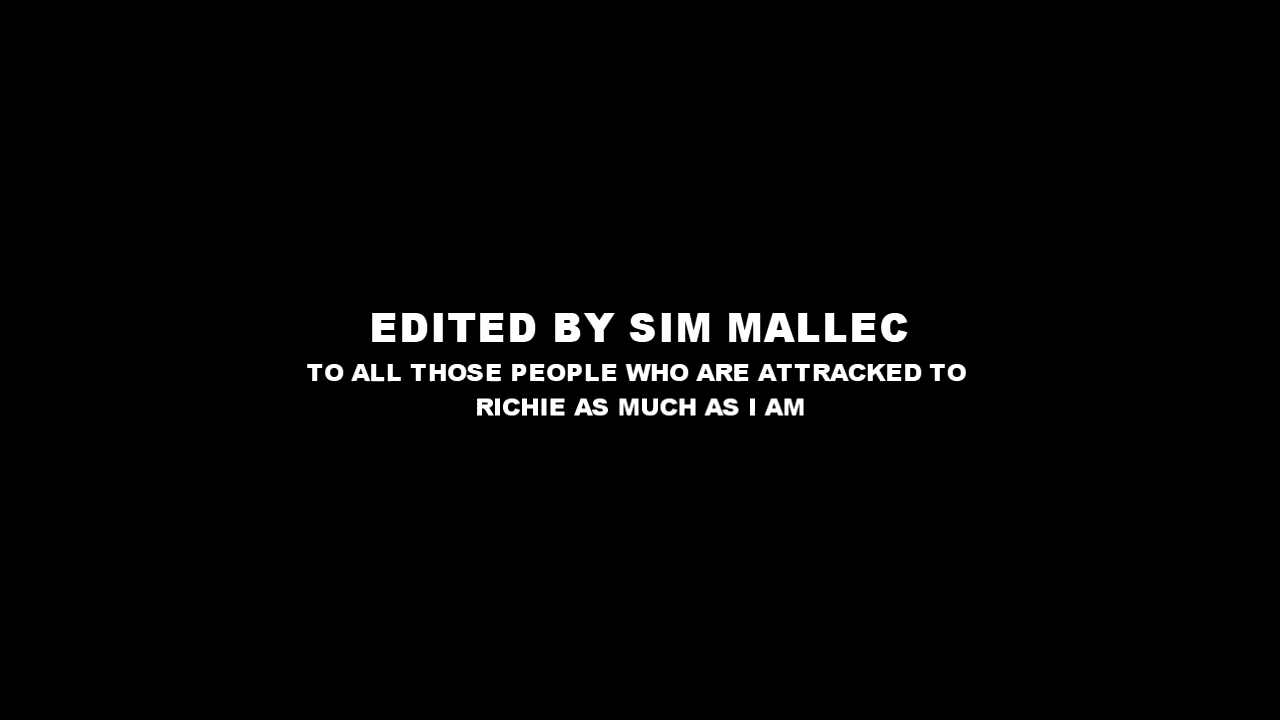 EDITED BY SIM MALLEC
TO ALL THOSE PEOPLE WHO ARE ATTRACKED TO
RICHIE AS MUCH AS I AM